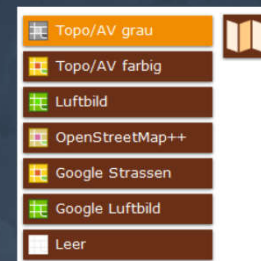 Topo/AV grau
Topo/AV farbig
Luftbild
OpenStreetMap++
Google Strassen
Google Luftbild
Leer